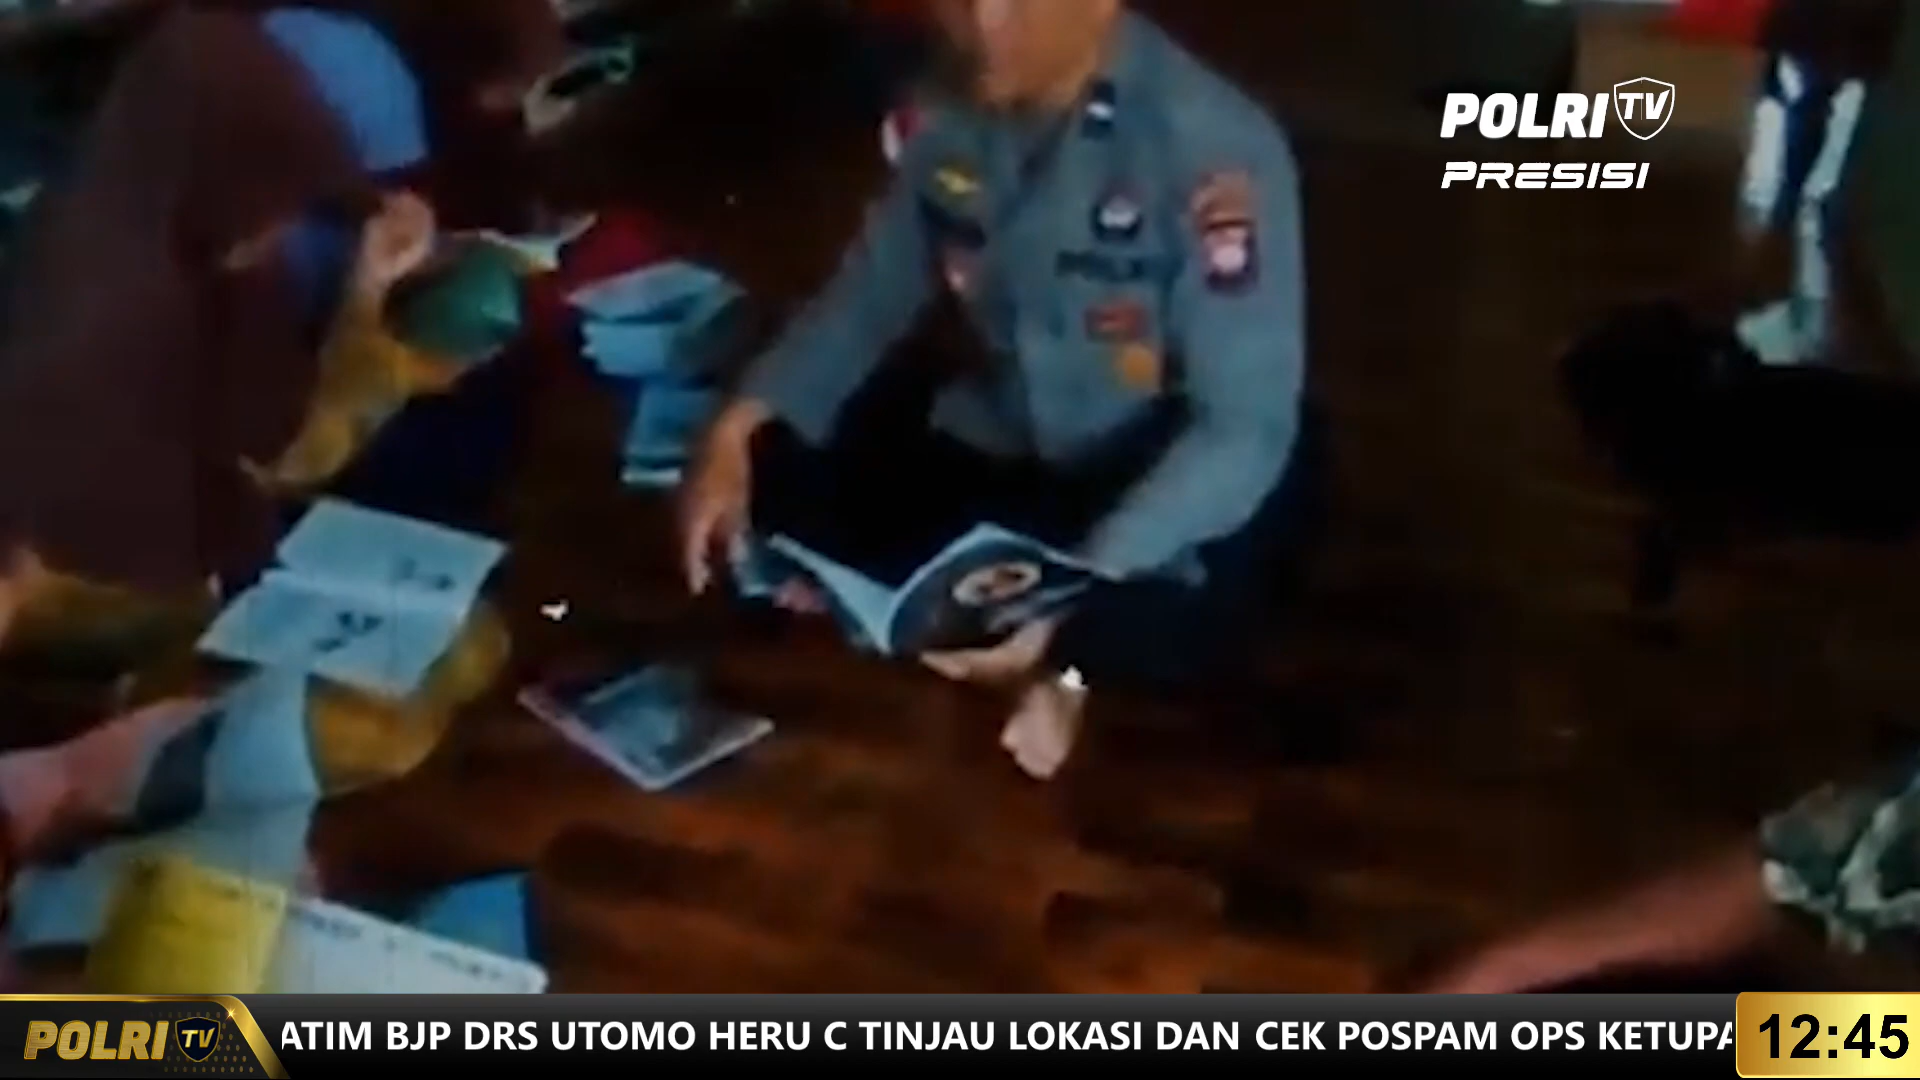 POLRI TV
PRESISI
POLRI
POLRI TV
ATIM BJP DRS UTOMO HERU C TINJAU LOKASI DAN CEK POSPAM OPS KETUPA
12:45